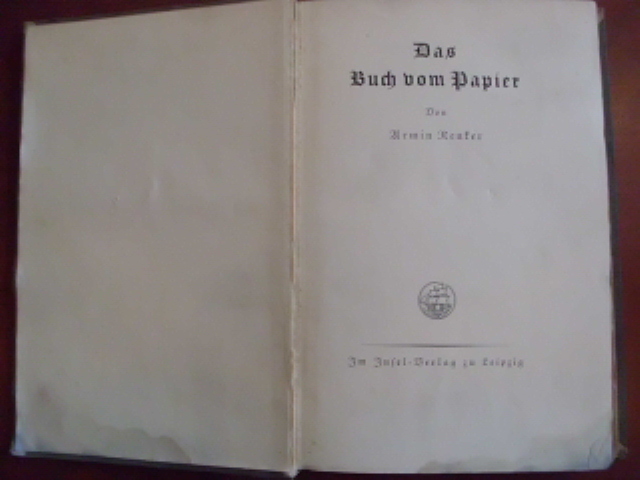 Das
Buch vom Papier
Von
Armin Renker
Im Insel-Verlag zu Leipzig